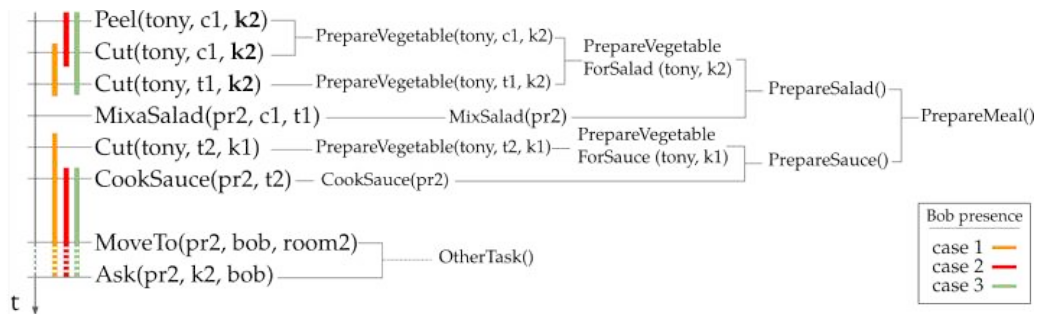 Peel(tony, c1, k2)
Cut(tony, c1, k2)
Cut(tony, t1, k2)
MixaSalad(pr2, c1, t1)
Cut(tony, t2, k1)
CookSauce(pr2, t2)
MoveTo(pr2, bob, room2)
Ask(pr2, k2, bob)
t
PrepareVegetable(tony, c1, k2)
PrepareVegetable(tony, t1, k2)
MixSalad(pr2)
PrepareVegetable(tony, t2, k1)
CookSauce(pr2)
OtherTask()
PrepareVegetable
ForSalad (tony, k2)
PrepareVegetable
ForSauce (tony, k1)
PrepareSalad()
PrepareSauce()
PrepareMeal()
Bob presence
case 1
case 2
case 3